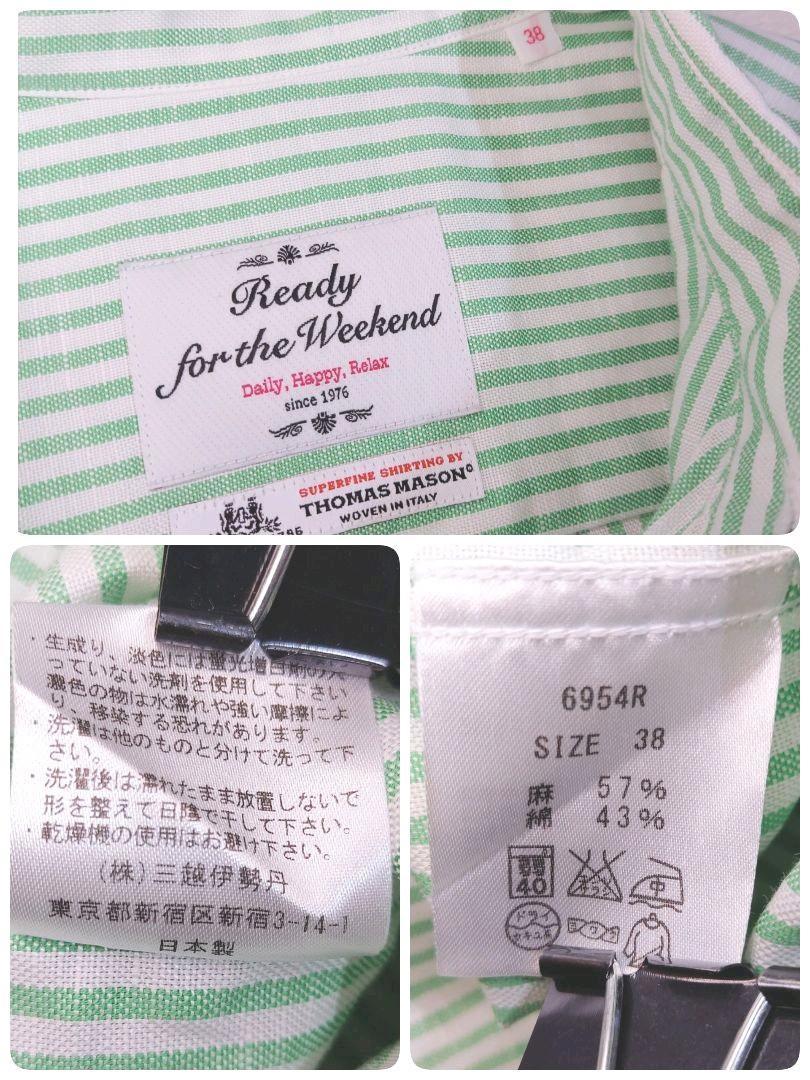 38
Ready
for the Weekend
Daily, Happy, Relax
since 1976
SUPERFINE SHIRTING BY
THOMAS MASON
WOVEN IN ITALY
・生成り、淡色には蛍光増白剤の入
っていない洗剤を使用して下さい
濃色の物は水濡れや強い摩擦によ
り、移染する恐れがあります。
・洗濯は他のものと分けて洗って下
さい。
・洗濯後は濡れたまま放置しないで
形を整えて日陰で干して下さい。
・乾燥機の使用はお避け下さい。
(株)三越伊勢丹
東京都新宿区新宿3-14-1
日本製
6954R
SIZE 38
麻 57%
綿 43%
40
中
ドライ
セキユ系